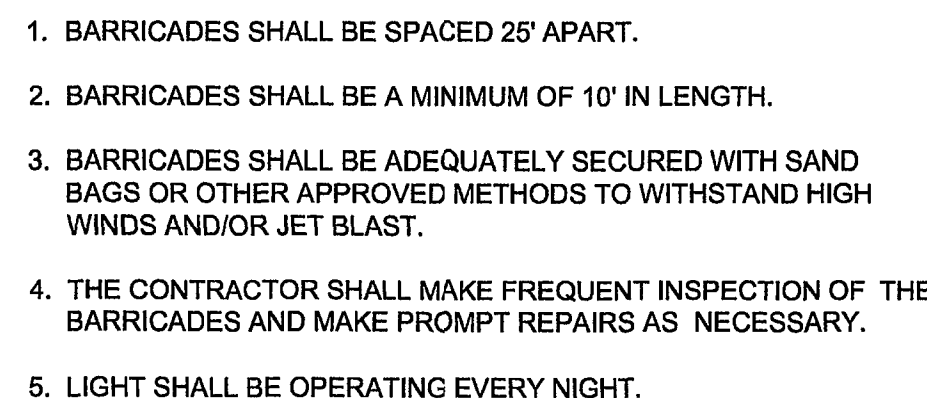 1. BARRICADES SHALL BE SPACED 25' APART.
2. BARRICADES SHALL BE A MINIMUM OF 10' IN LENGTH.
3. BARRICADES SHALL BE ADEQUATELY SECURED WITH SAND
BAGS OR OTHER APPROVED METHODS TO WITHSTAND HIGH
WINDS AND/OR JET BLAST.
4. THE CONTRACTOR SHALL MAKE FREQUENT INSPECTION OF THE
BARRICADES AND MAKE PROMPT REPAIRS AS NECESSARY.
5. LIGHT SHALL BE OPERATING EVERY NIGHT.